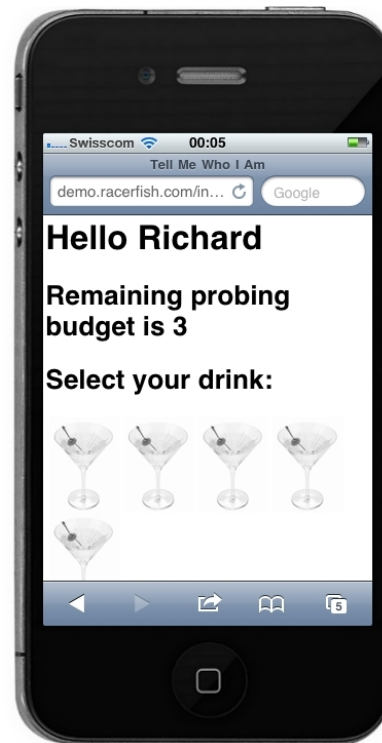 Swisscom 00:05
Tell Me Who I Am
demo.racerfish.com/in... Google
Hello Richard
Remaining probing
budget is 3
Select your drink:
5